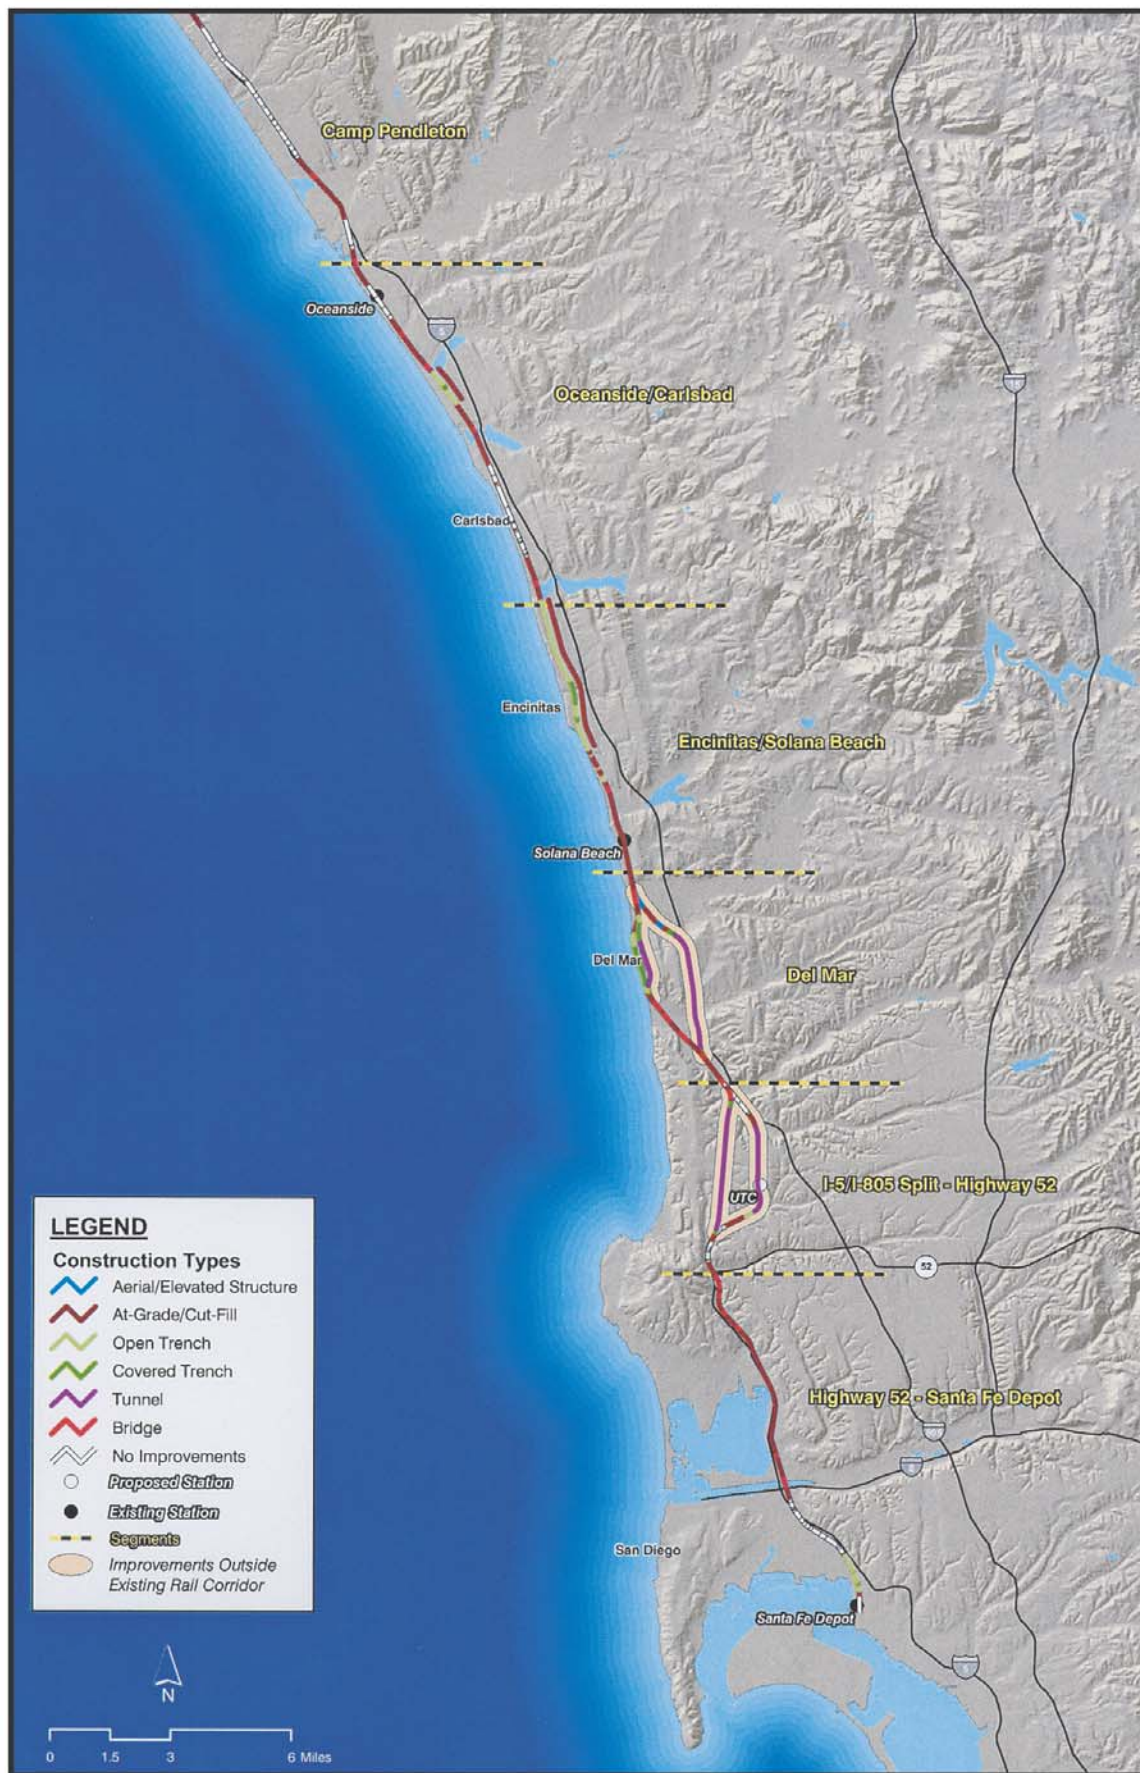 Camp Pendleton
Oceanside
5
15
Oceanside/Carlsbad
Carlsbad
Encinitas
Encinitas/Solana Beach
Solana Beach
Del Mar
Del Mar
I-5/I-805 Split - Highway 52
UTC
52
Highway 52 - Santa Fe Depot
8
San Diego
Santa Fe Depot
5
LEGEND
Construction Types
Aerial/Elevated Structure
At-Grade/Cut-Fill
Open Trench
Covered Trench
Tunnel
Bridge
No Improvements
Proposed Station
Existing Station
Segments
Improvements Outside
Existing Rail Corridor
N
0 1.5 3 6 Miles